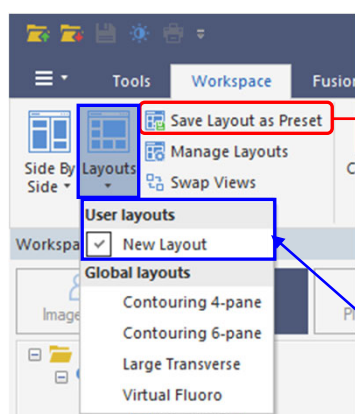 Tools Workspace Fusion
Save Layout as Preset
Manage Layouts
Swap Views
Side By Side
Layouts
User layouts
New Layout
Workspa
Global layouts
Contouring 4-pane
Contouring 6-pane
Large Transverse
Virtual Fluoro
Image